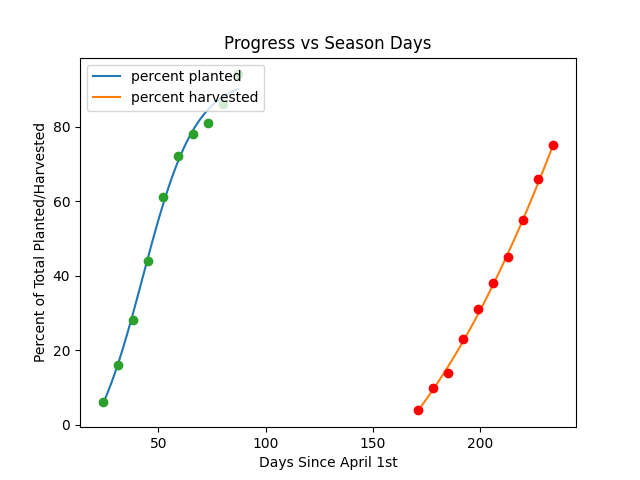 Progress vs Season Days
percent planted
percent harvested
Percent of Total Planted/Harvested
80
60
40
20
0
50
100
150
200
Days Since April 1st